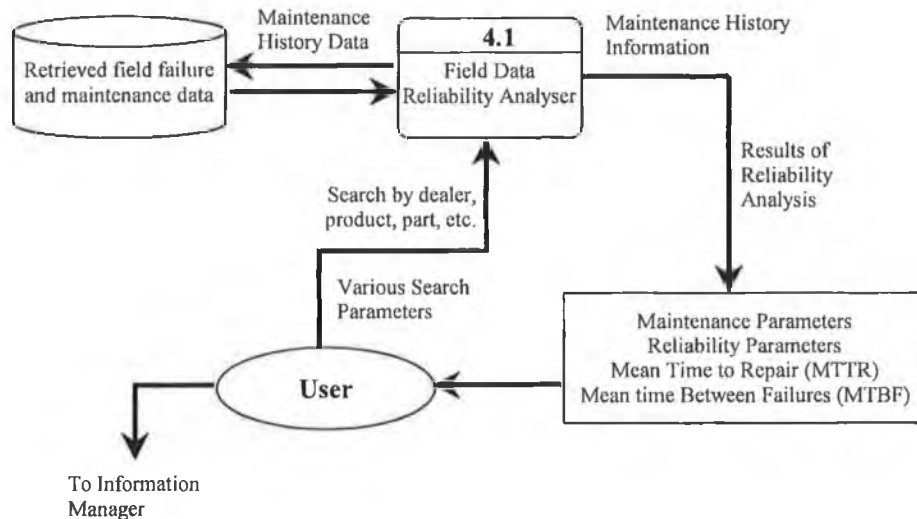 Maintenance
History Data
4.1
Maintenance History
Information
Retrieved field failure
and maintenance data
Field Data
Reliability Analyser
Results of
Reliability
Analysis
Search by dealer,
product, part, etc.
Various Search
Parameters
Maintenance Parameters
Reliability Parameters
Mean Time to Repair (MTTR)
Mean time Between Failures (MTBF)
User
To Information
Manager